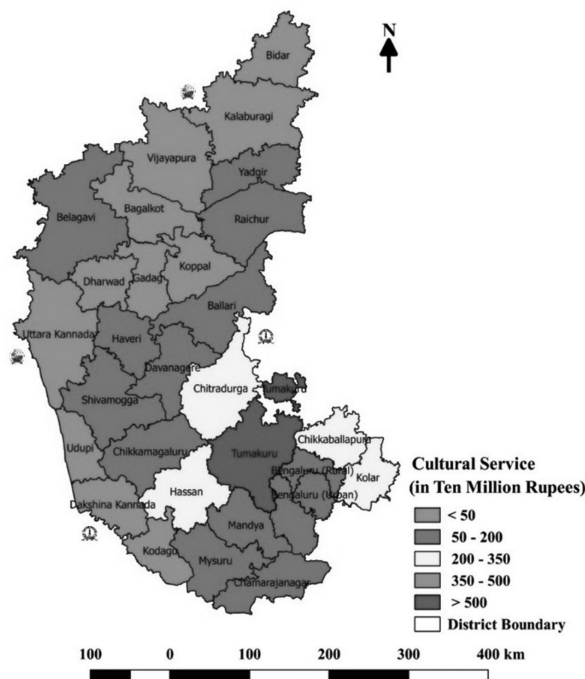 N
Bidar
Kalaburagi
Vijayapura
Yadgir
Bagalkot
Belagavi
Raichur
Koppal
Dharwad
Gadag
Ballari
Uttara Kannada
Haveri
Davanagere
Chitradurga
Tumakuru
Shivamogga
Chikkaballapura
Udupi
Chikkamagaluru
Tumakuru
Bengaluru (Rural)
Kolar
Hassan
Bengaluru (Urban)
Dakshina Kannada
Mandya
Kodagu
Mysuru
Chamarajanagar
Cultural Service
(in Ten Million Rupees)
< 50
50 - 200
200 - 350
350 - 500
> 500
District Boundary
100 0 100 200 300 400 km